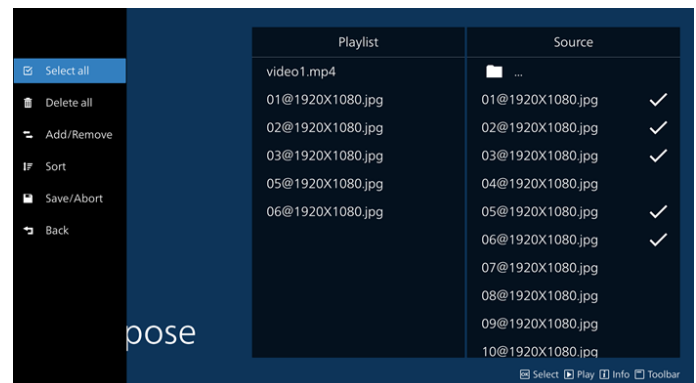 Select all
Delete all
Add/Remove
Sort
Save/Abort
Back
pose
Playlist
video1.mp4
01@1920X1080.jpg
02@1920X1080.jpg
03@1920X1080.jpg
05@1920X1080.jpg
06@1920X1080.jpg
Source
...
01@1920X1080.jpg
02@1920X1080.jpg
03@1920X1080.jpg
04@1920X1080.jpg
05@1920X1080.jpg
06@1920X1080.jpg
07@1920X1080.jpg
08@1920X1080.jpg
09@1920X1080.jpg
10@1920X1080.jpg
OK Select Play i Info Toolbar